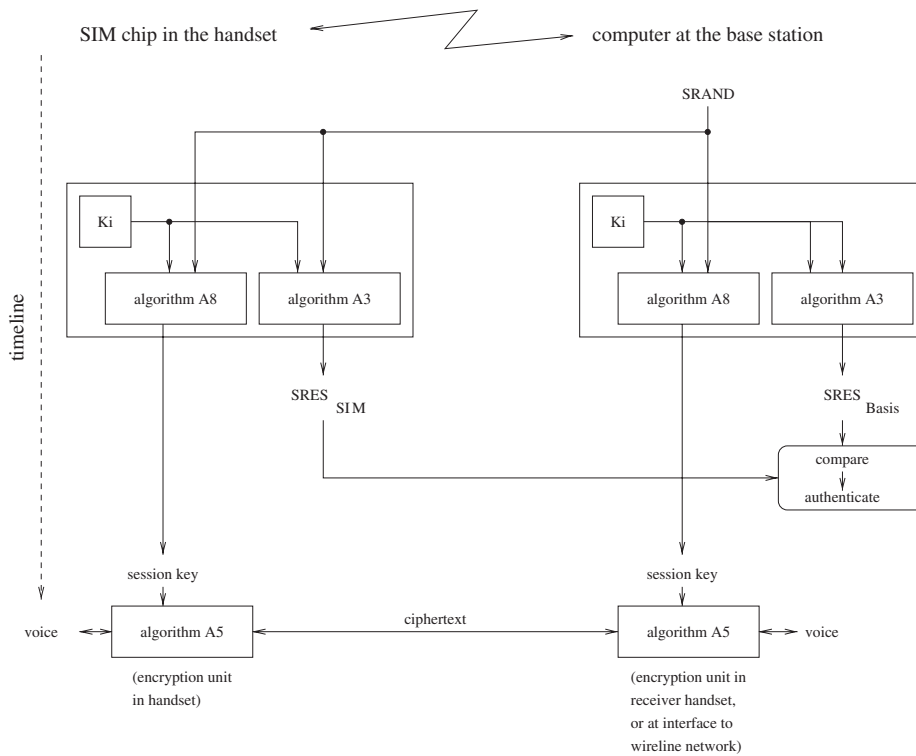 SIM chip in the handset
computer at the base station
SRAND
Ki
Ki
algorithm A8
algorithm A3
algorithm A8
algorithm A3
timeline
SRES SIM
SRES Basis
compare
authenticate
session key
session key
voice
algorithm A5
ciphertext
algorithm A5
voice
(encryption unit
in handset)
(encryption unit in
receiver handset,
or at interface to
wireline network)